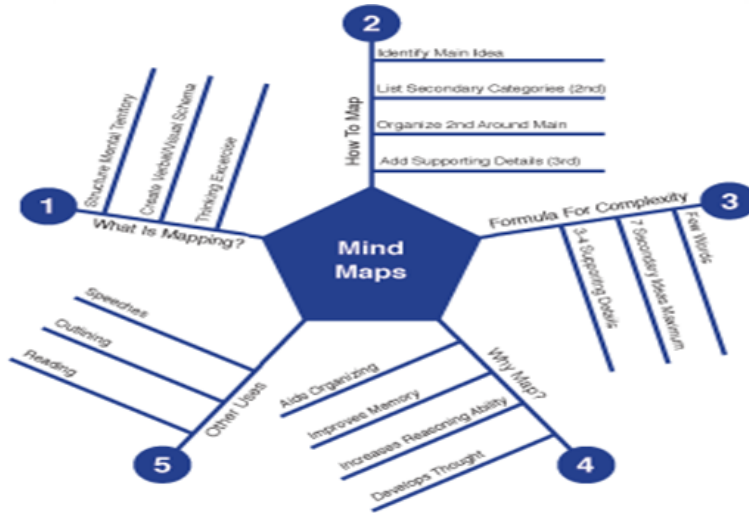 Mind
Maps
1
What Is Mapping?
Structure Mental Territory
Create Verbal/Visual Schema
Thinking Excercise
2
How To Map
Identify Main Idea
List Secondary Categories (2nd)
Organize 2nd Around Main
Add Supporting Details (3rd)
3
Formula For Complexity
3-4 Supporting Details
7 Secondary Ideas Maximum
Few Words
4
Why Map?
Aids Organizing
Improves Memory
Increases Reasoning Ability
Develops Thought
5
Other Uses
Speeches
Outlining
Reading